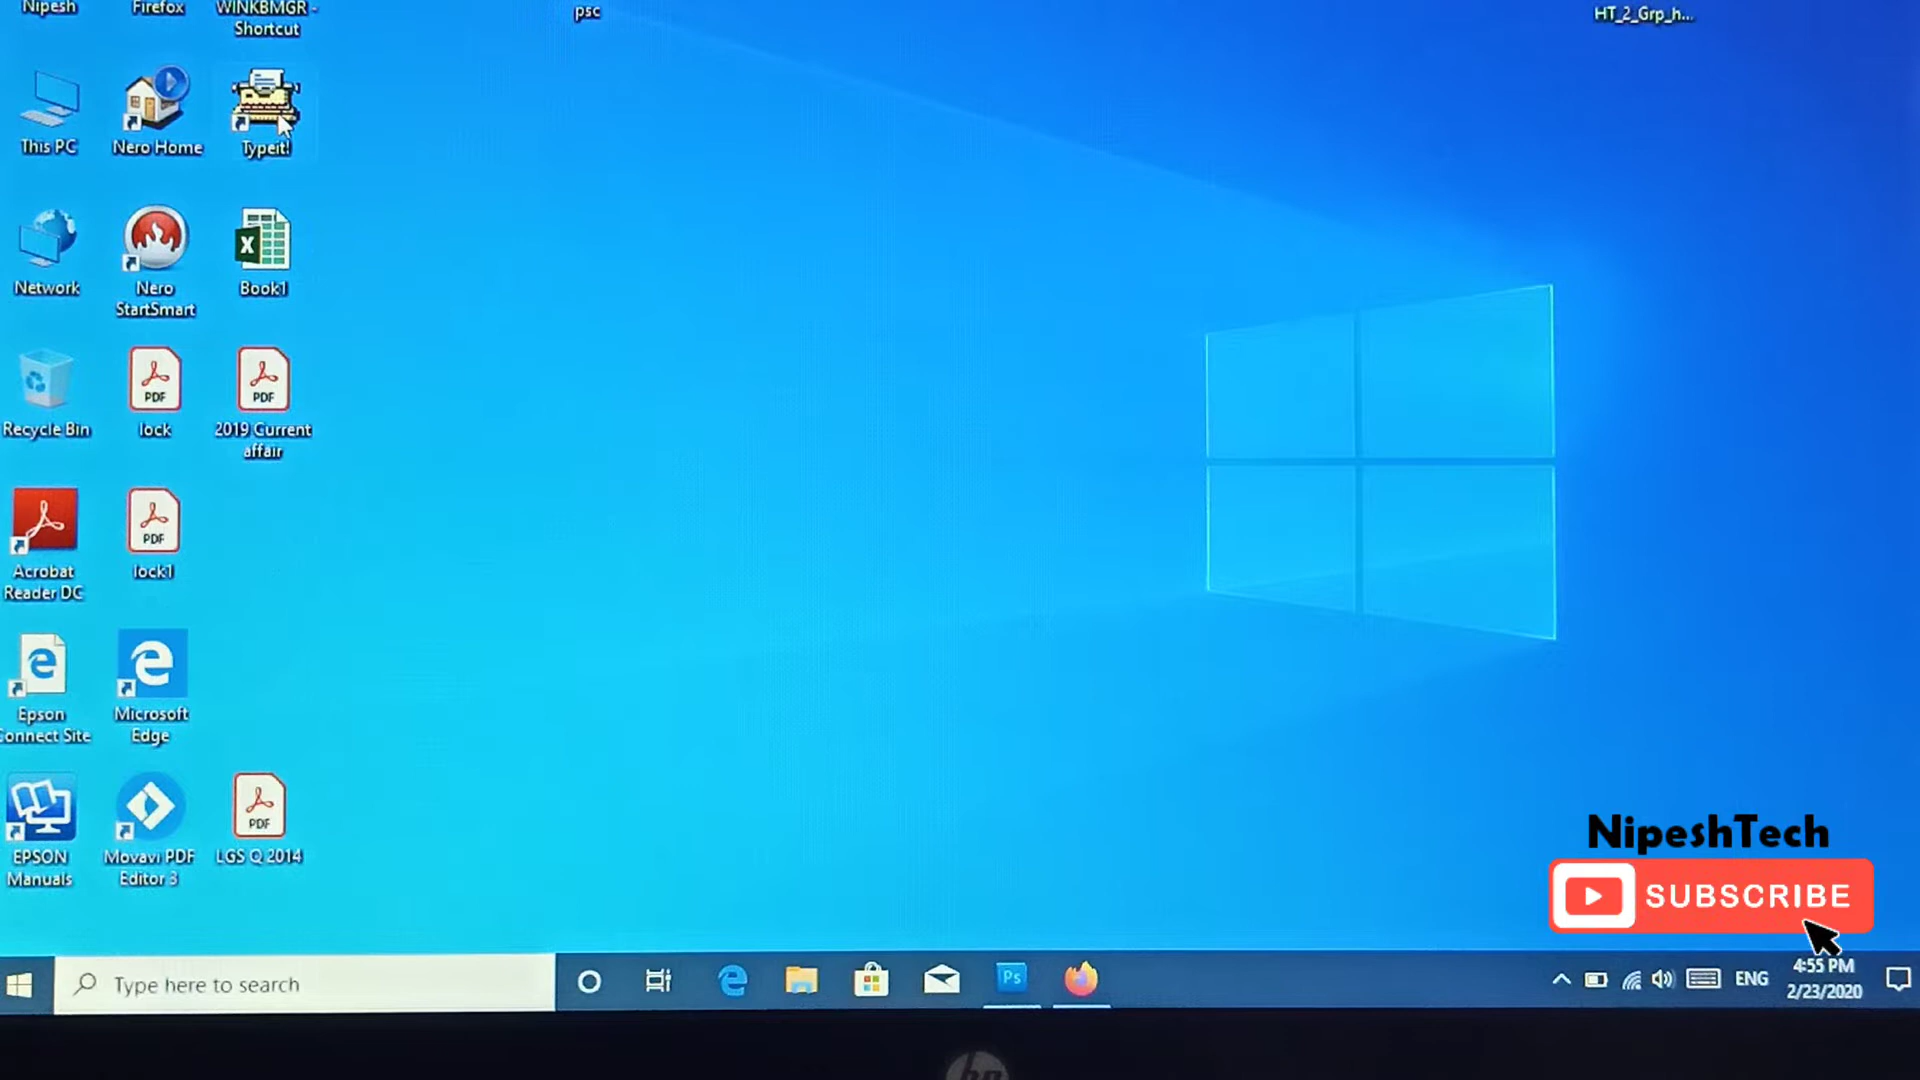 Nipesh
Firefox
WINKBMGR -
Shortcut
psc
HT_2_Grp_h...
This PC
Nero Home
Typeit!
Network
Nero
StartSmart
Book1
PDF
PDF
Recycle Bin
lock
2019 Current
affair
PDF
Acrobat
Reader DC
lock1
Epson
Connect Site
Microsoft
Edge
PDF
EPSON
Manuals
Movavi PDF
Editor 3
LGS Q 2014
NipeshTech
SUBSCRIBE
Type here to search
Ps
ENG
4:55 PM
2/23/2020
hp